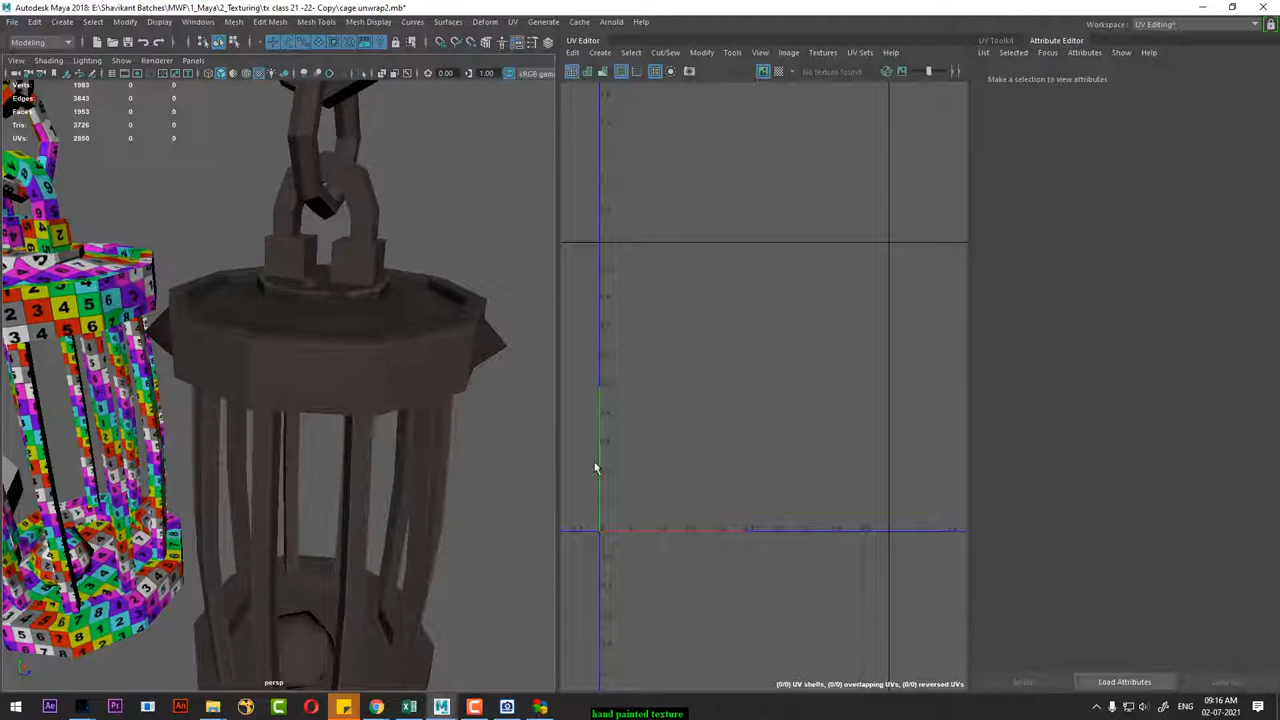 Autodesk Maya 2018: E:\Shavikant Batches\MWF\1_Maya\2_Texturing\tx class 21 -22- Copy\cage unwrap2.mb*
File Edit Create Select Modify Display Windows Mesh Edit Mesh Mesh Tools Mesh Display Curves Surfaces Deform UV Generate Cache Arnold Help
Workspace: UV Editing*
Modeling
UV Editor
UV Toolkit Attribute Editor
View Shading Lighting Show Renderer Panels
Edit Create Select Cut/Sew Modify Tools View Image Textures UV Sets Help
List Selected Focus Attributes Show Help
0.00 1.00 sRGB gam
No texture found
Make a selection to view attributes
Verts: 1983 0 0
Edges: 3843 0 0
Faces: 1953 0 0
Tris: 3726 0 0
UVs: 2850 0 0
persp
(0/0) UV shells, (0/0) overlapping UVs, (0/0) reversed UVs
Load Attributes
09:16 AM
02-07-2021
hand painted texture